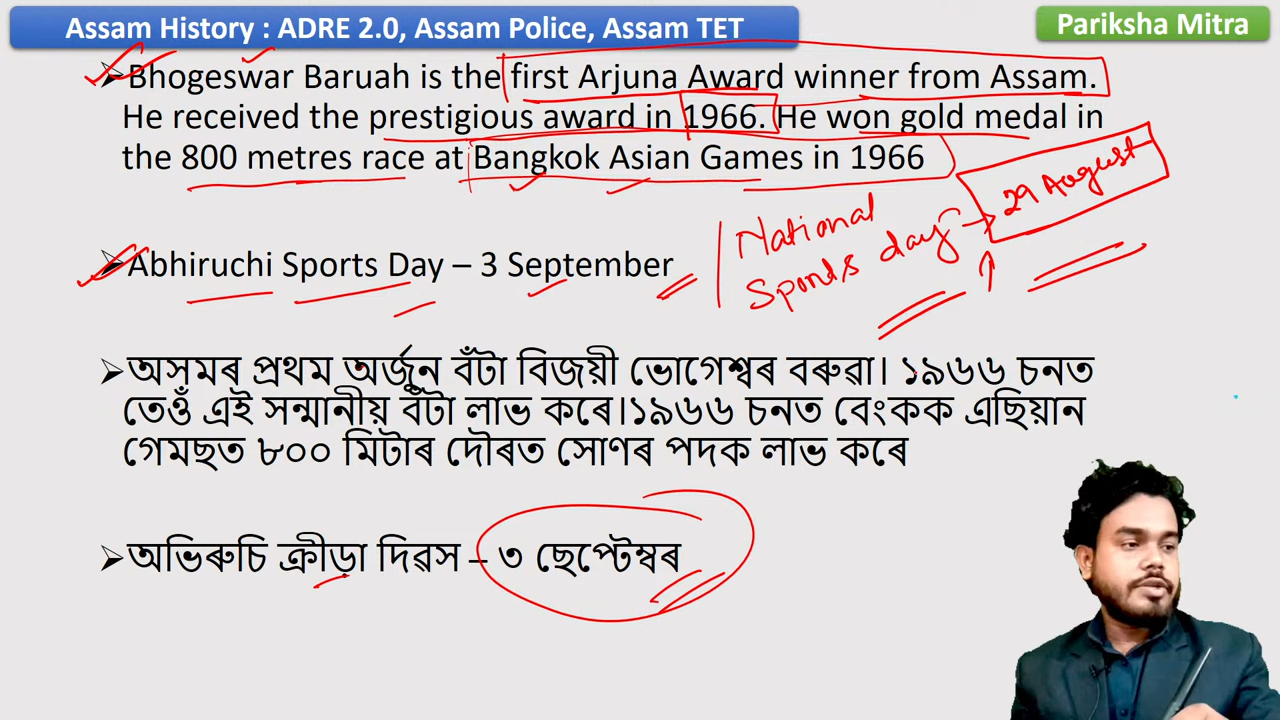 Assam History : ADRE 2.0, Assam Police, Assam TET
Pariksha Mitra
Bhogeswar Baruah is the first Arjuna Award winner from Assam.
He received the prestigious award in 1966. He won gold medal in
the 800 metres race at Bangkok Asian Games in 1966
Abhiruchi Sports Day – 3 September
National
Sports day → 29 August
অসমৰ প্ৰথম অৰ্জুন বঁটা বিজয়ী ভোগেশ্বৰ বৰুৱা। ১৯৬৬ চনত
তেওঁ এই সন্মানীয় বঁটা লাভ কৰে।১৯৬৬ চনত বেংকক এছিয়ান
গেমছত ৮০০ মিটাৰ দৌৰত সোণৰ পদক লাভ কৰে
অভিৰুচি ক্ৰীড়া দিৱস – ৩ ছেপ্টেম্বৰ